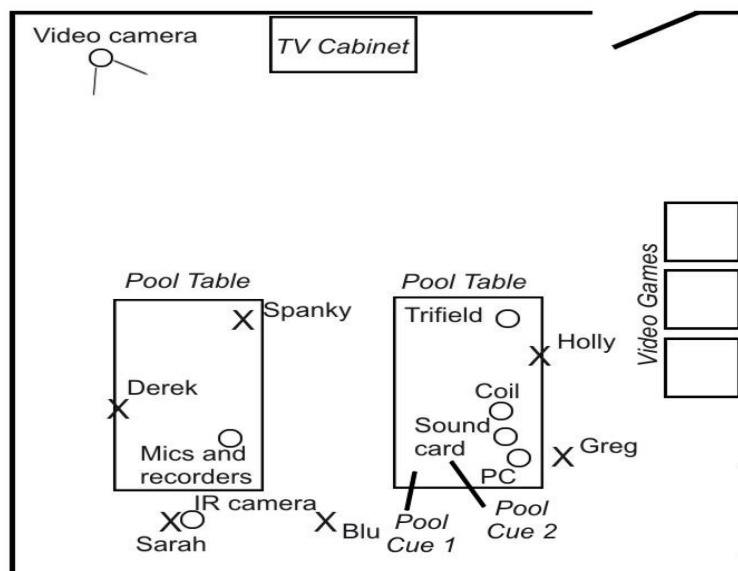 Video camera
TV Cabinet
Video Games
Pool Table
Pool Table
Spanky
Trifield
Holly
Derek
Coil
Sound
card
Mics and
recorders
PC
Greg
IR camera
Sarah
Blu
Pool
Cue 1
Pool
Cue 2